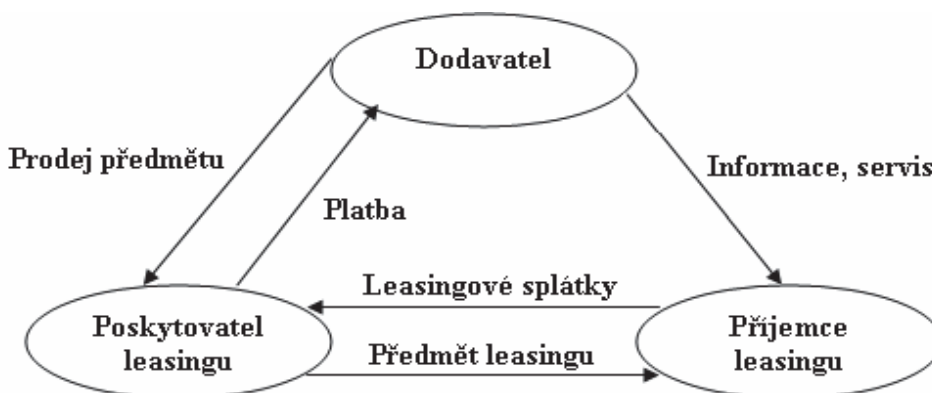 Dodavatel
Prodej předmětu
Informace, servis
Platba
Leasingové splátky
Poskytovatel
leasingu
Příjemce
leasingu
Předmět leasingu